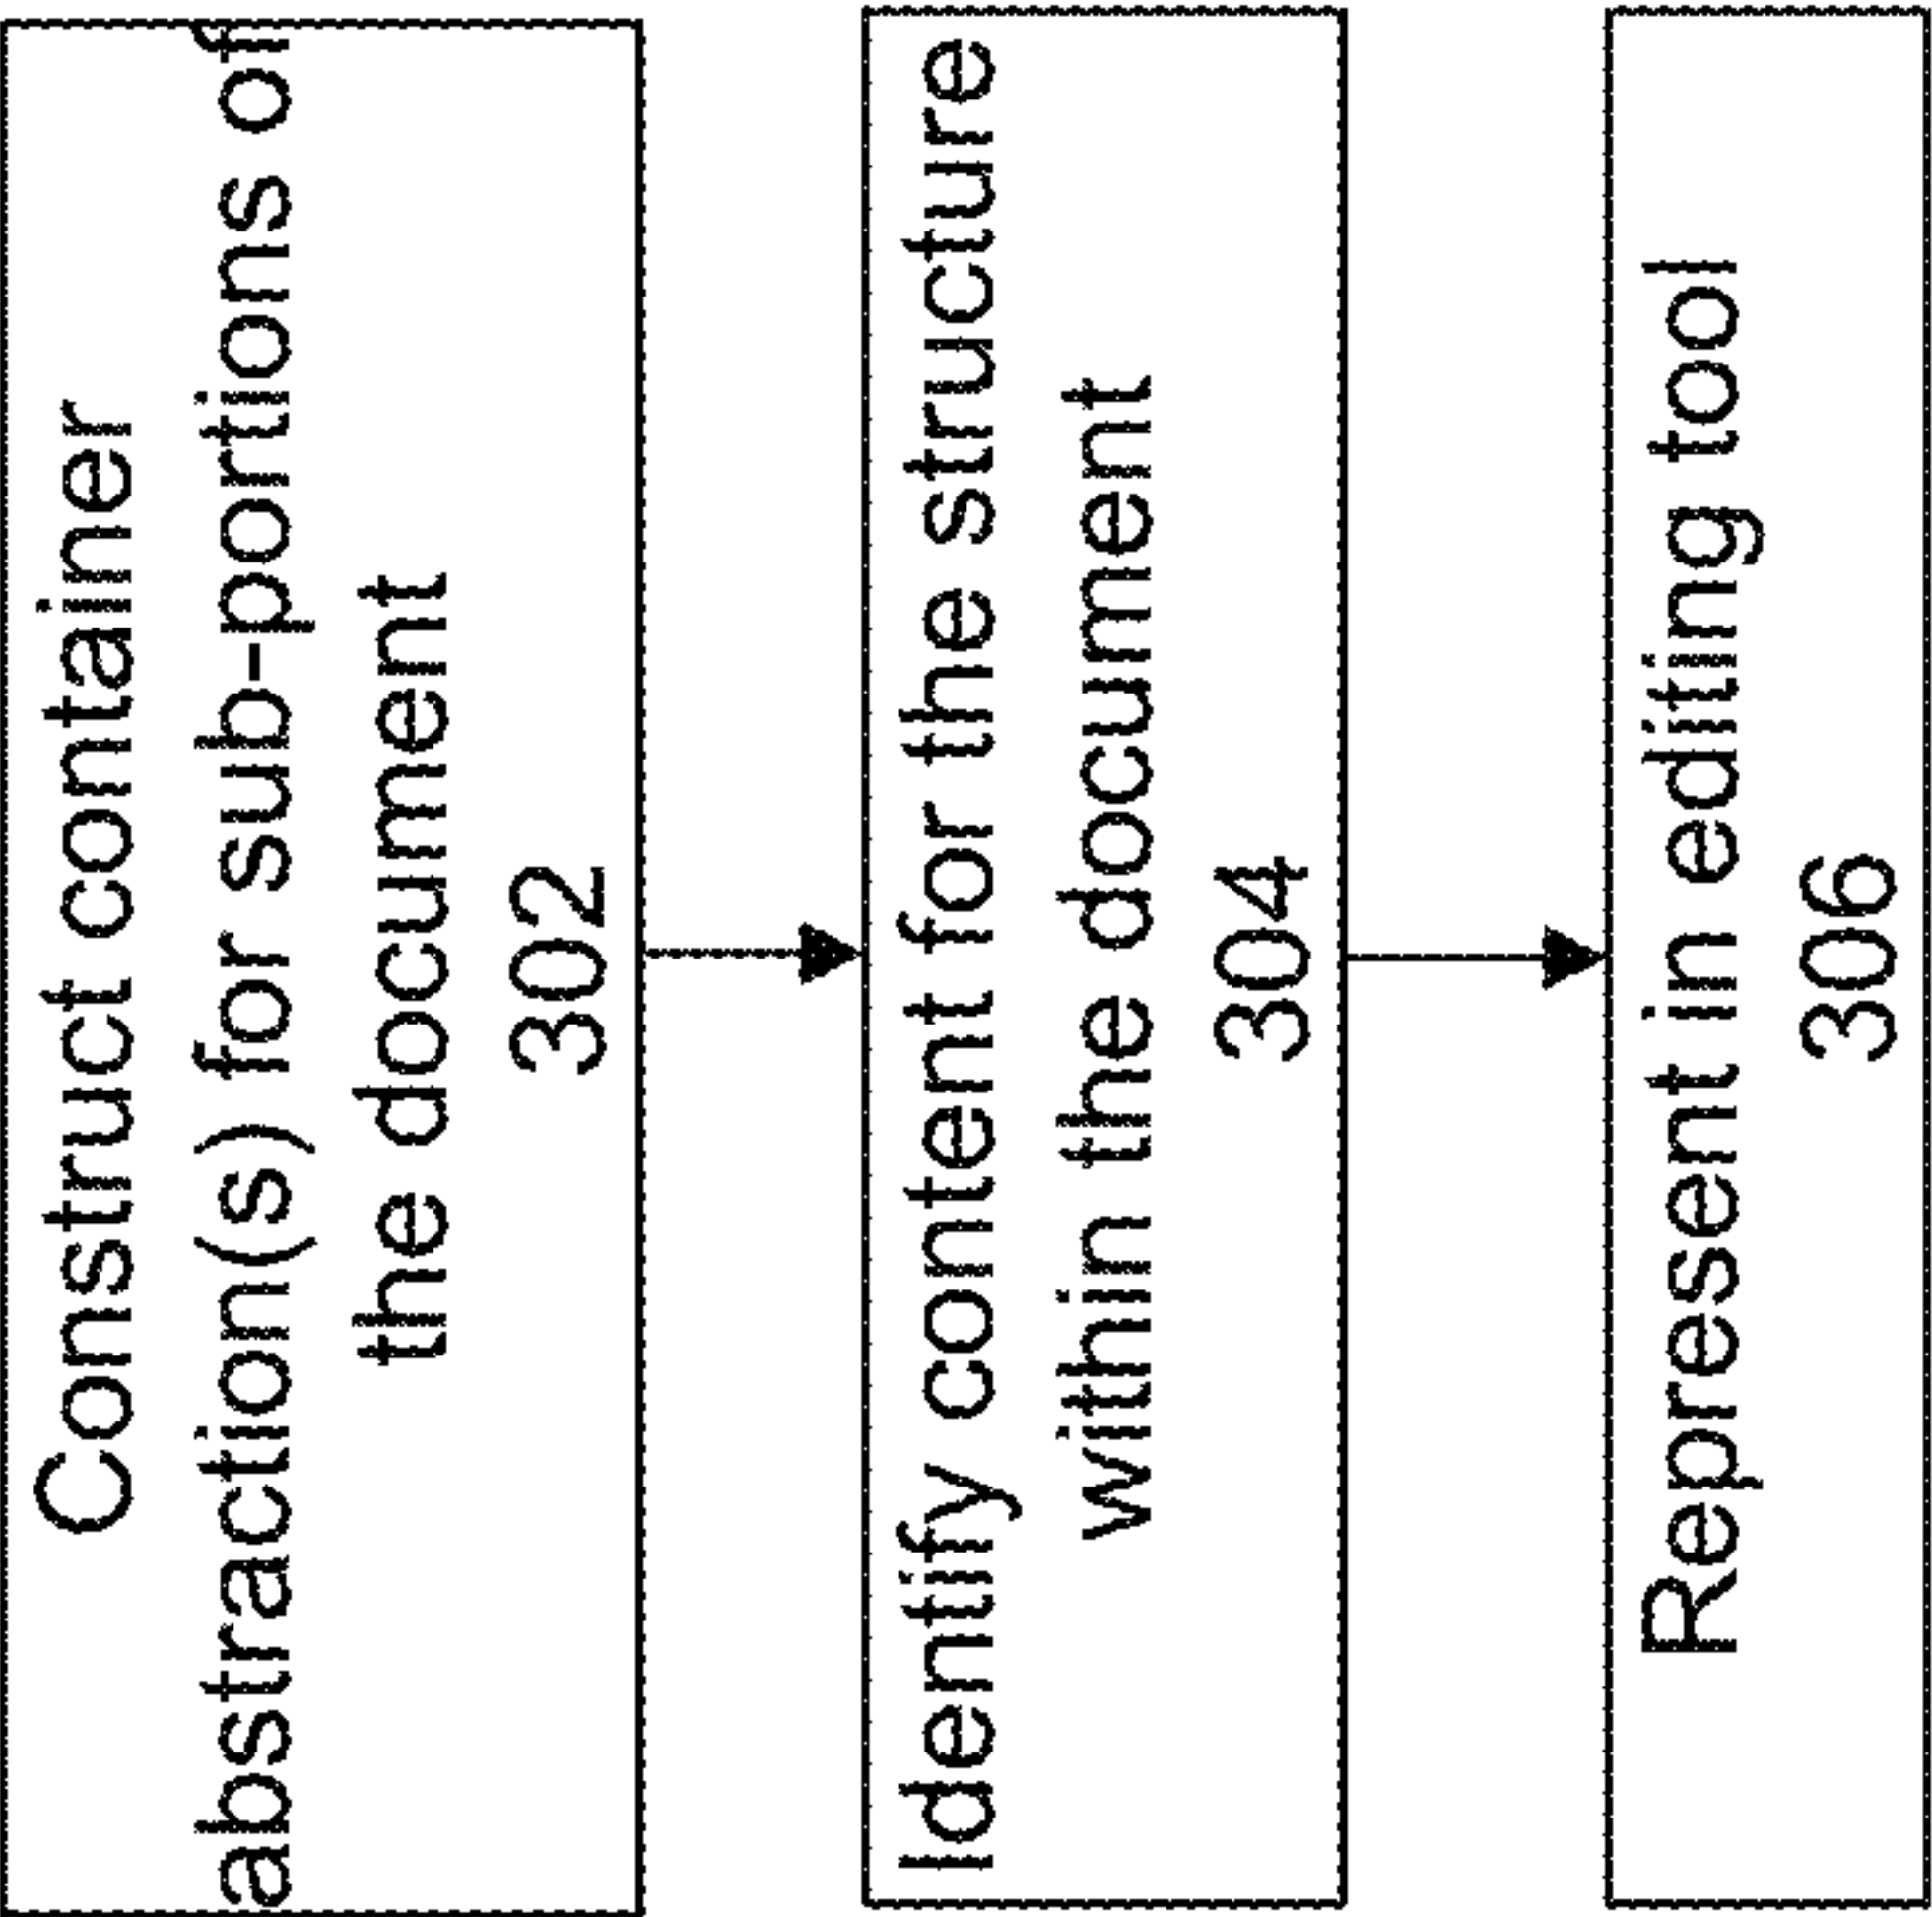 Construct container
abstraction(s) for sub-portions of
the document
302
Identify content for the structure
within the document
304
Represent in editing tool
306